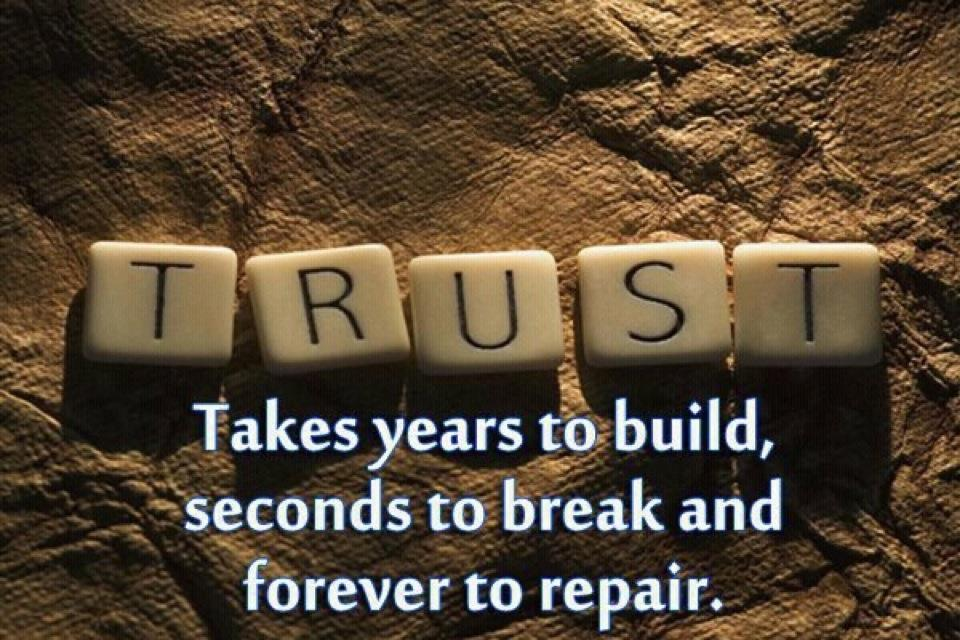 TRUST
Takes years to build,
seconds to break and
forever to repair.